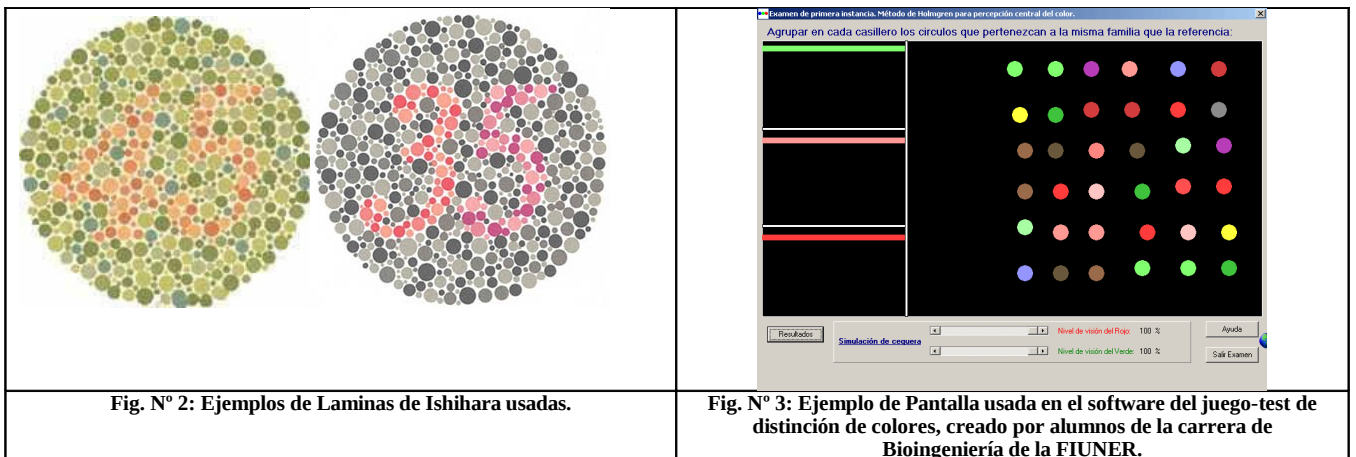 45
35
Examen de primera instancia. Método de Holmgren para percepción central del color.
Agrupar en cada casillero los circulos que pertenezcan a la misma familia que la referencia:
Resultados
Simulación de ceguera
Nivel de visión del Rojo: 100 %
Nivel de visión del Verde: 100 %
Ayuda
Salir Examen
Fig. Nº 2: Ejemplos de Laminas de Ishihara usadas.
Fig. Nº 3: Ejemplo de Pantalla usada en el software del juego-test de
distinción de colores, creado por alumnos de la carrera de
Bioingeniería de la FIUNER.